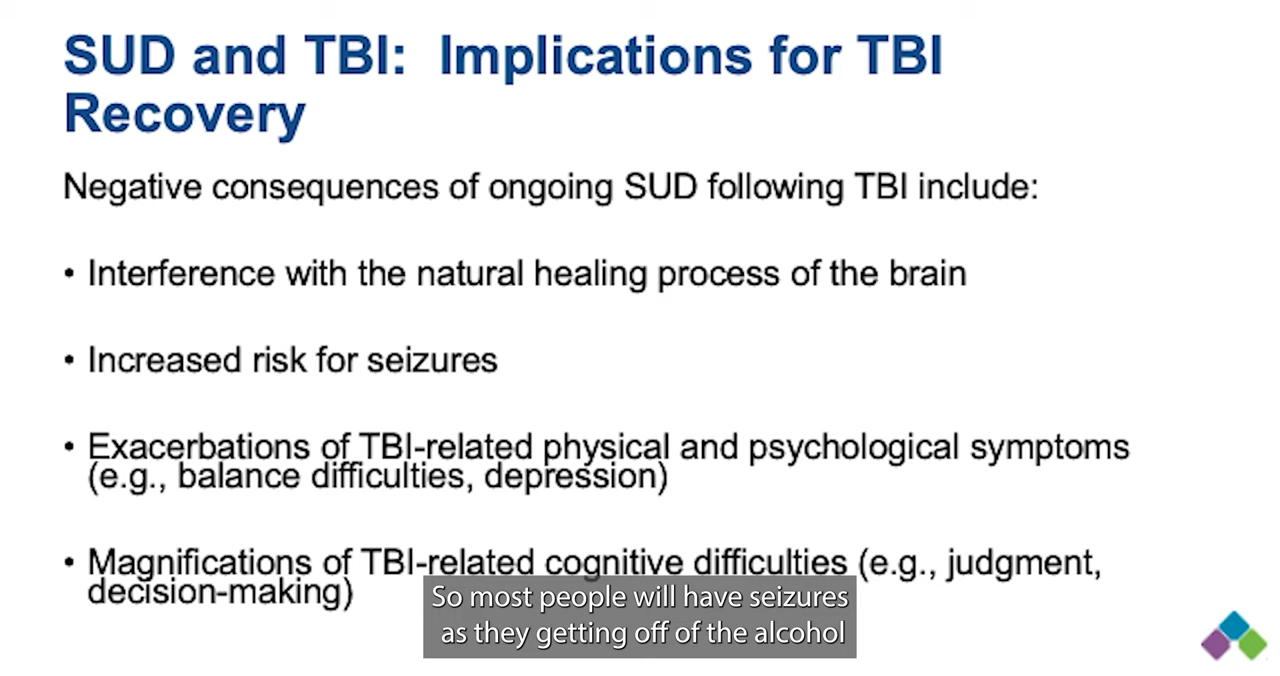 SUD and TBI:  Implications for TBI
Recovery
Negative consequences of ongoing SUD following TBI include:
• Interference with the natural healing process of the brain
• Increased risk for seizures
• Exacerbations of TBI-related physical and psychological symptoms
(e.g., balance difficulties, depression)
• Magnifications of TBI-related cognitive difficulties (e.g., judgment,
decision-making)
So most people will have seizures
as they getting off of the alcohol